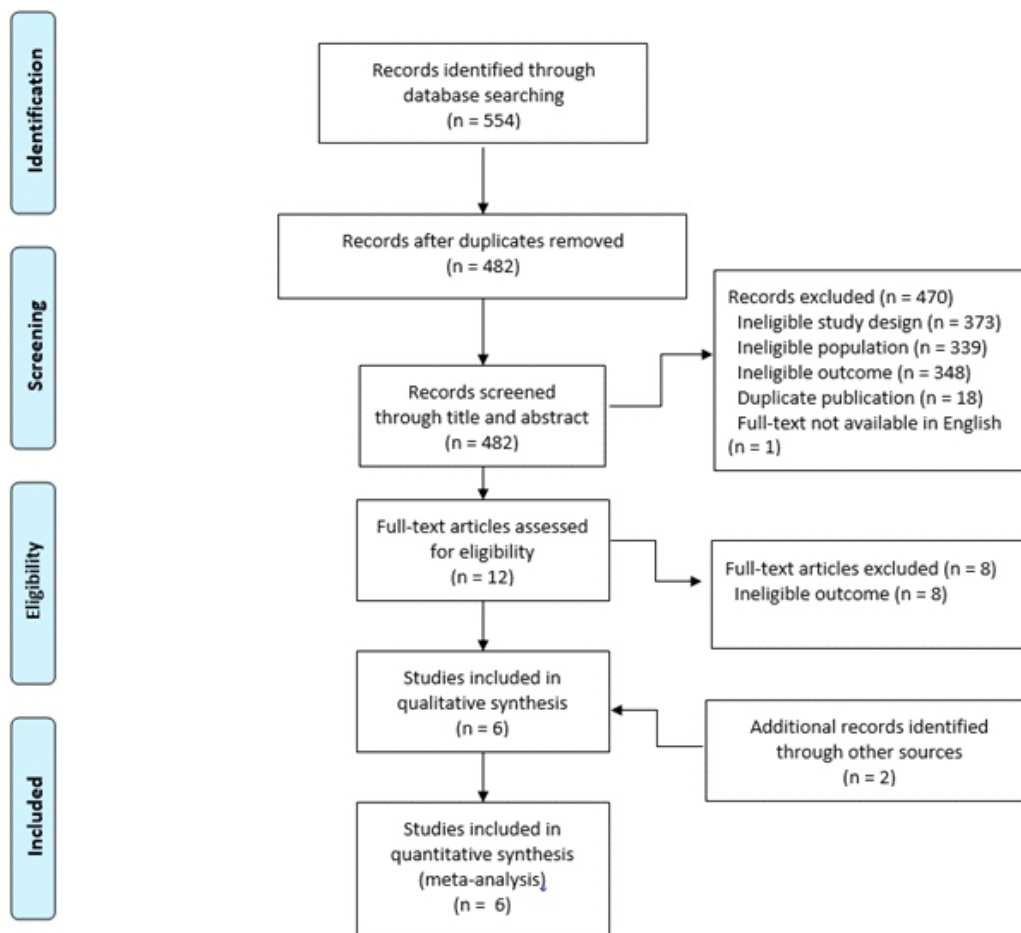 Identification
Records identified through
database searching
(n = 554)
Records after duplicates removed
(n = 482)
Screening
Records screened
through title and abstract
(n = 482)
Records excluded (n = 470)
Ineligible study design (n = 373)
Ineligible population (n = 339)
Ineligible outcome (n = 348)
Duplicate publication (n = 18)
Full-text not available in English
(n = 1)
Eligibility
Full-text articles assessed
for eligibility
(n = 12)
Full-text articles excluded (n = 8)
Ineligible outcome (n = 8)
Studies included in
qualitative synthesis
(n = 6)
Additional records identified
through other sources
(n = 2)
Included
Studies included in
quantitative synthesis
(meta-analysis)
(n = 6)